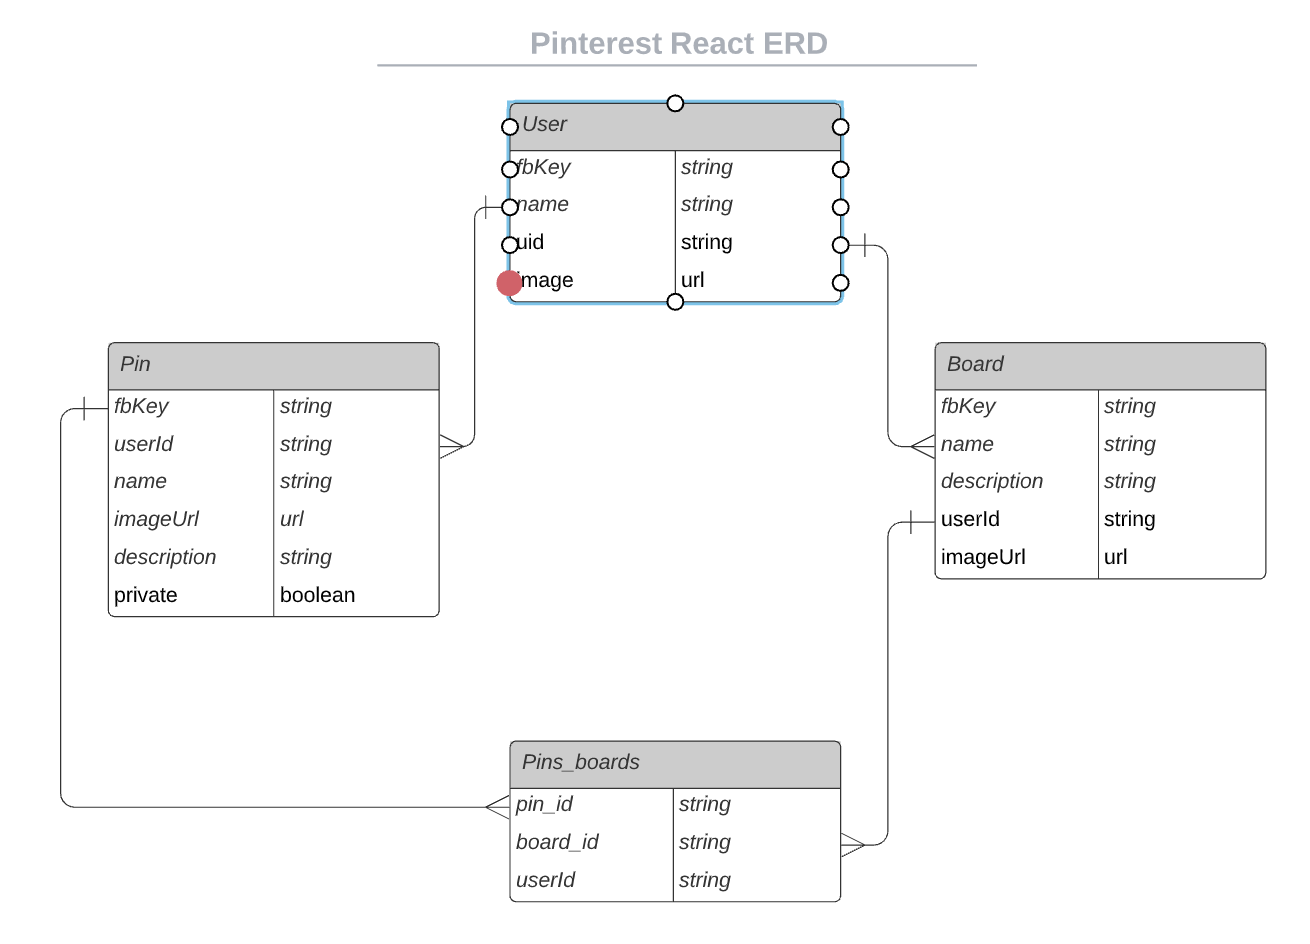 Pinterest React ERD
User
fbKey string
name string
uid string
image url
Pin
fbKey string
userId string
name string
imageUrl url
description string
private boolean
Board
fbKey string
name string
description string
userId string
imageUrl url
Pins_boards
pin_id string
board_id string
userId string